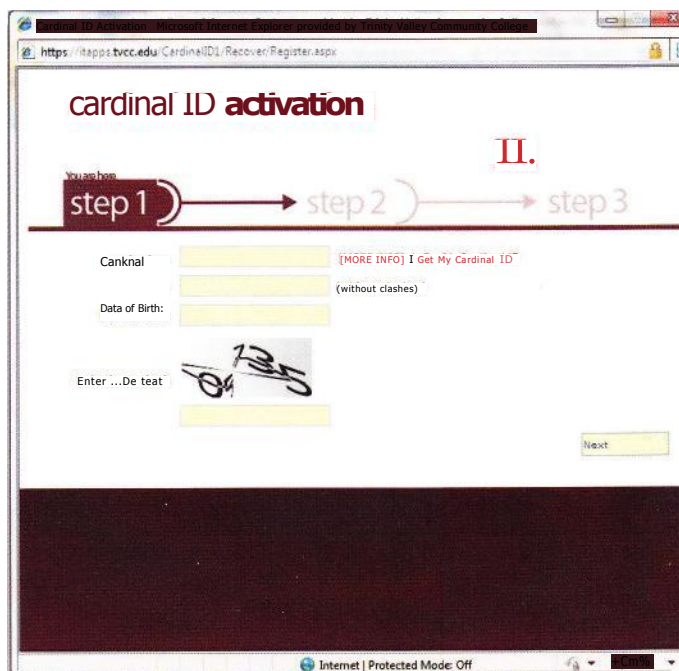 Cardinal ID Activation Microsoft Internet Explorer provided by Trinity Valley Community College
https://itapps.tvcc.edu/CardinalID1/Recover/Register.aspx
cardinal ID activation
II.
You are here
step 1 step 2 step 3
Canknal [MORE INFO] I Get My Cardinal ID
(without clashes)
Data of Birth:
Enter ...De teat
Next
Internet | Protected Mode: Off